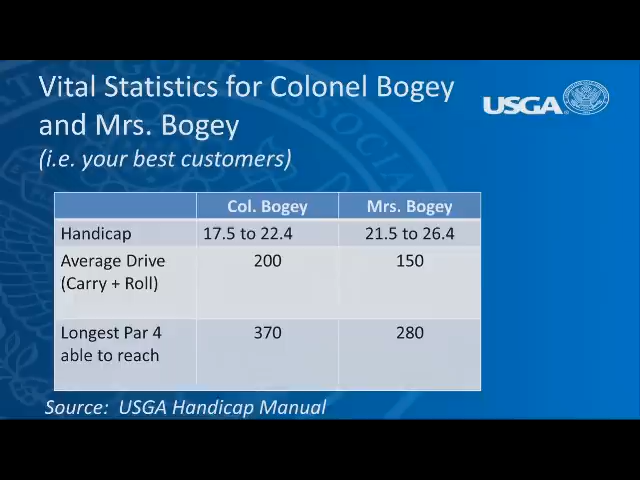 Vital Statistics for Colonel Bogey
and Mrs. Bogey
(i.e. your best customers)
USGA
Col. Bogey Mrs. Bogey
Handicap 17.5 to 22.4 21.5 to 26.4
Average Drive 200 150
(Carry + Roll)
Longest Par 4 370 280
able to reach
Source: USGA Handicap Manual